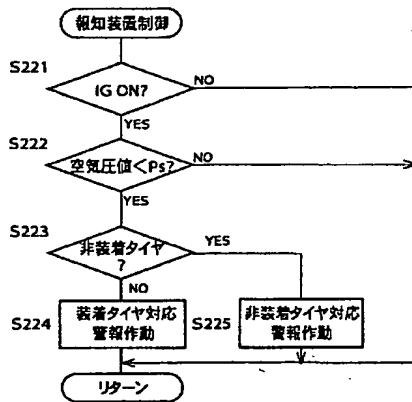 報知装置制御
S221
IG ON?
NO
YES
S222
空気圧値<Ps?
NO
YES
S223
非装着タイヤ
?
YES
NO
S224
装着タイヤ対応
警報作動
S225
非装着タイヤ対応
警報作動
リターン